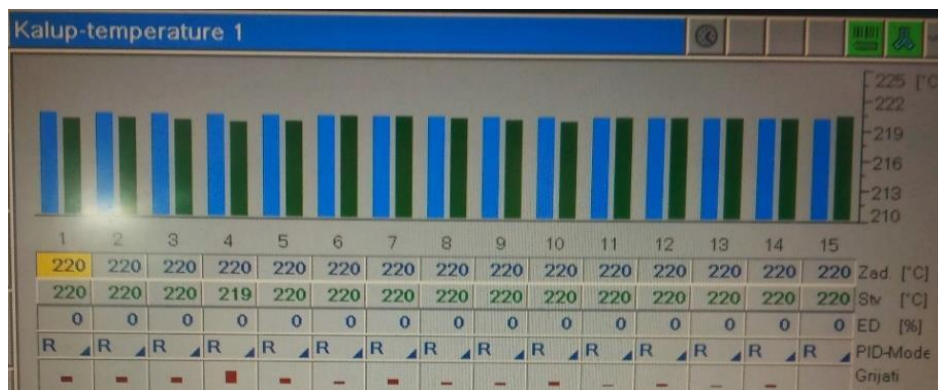 Kalup-temperature 1
225 [°C
222
219
216
213
210
1 2 3 4 5 6 7 8 9 10 11 12 13 14 15
220 220 220 220 220 220 220 220 220 220 220 220 220 220 220 Zad. [°C]
220 220 220 219 220 220 220 220 220 220 220 220 220 220 220 Stv [°C]
0 0 0 0 0 0 0 0 0 0 0 0 0 0 0 ED [%]
R R R R R R R R R R R R R R R PID-Mode
Grijati